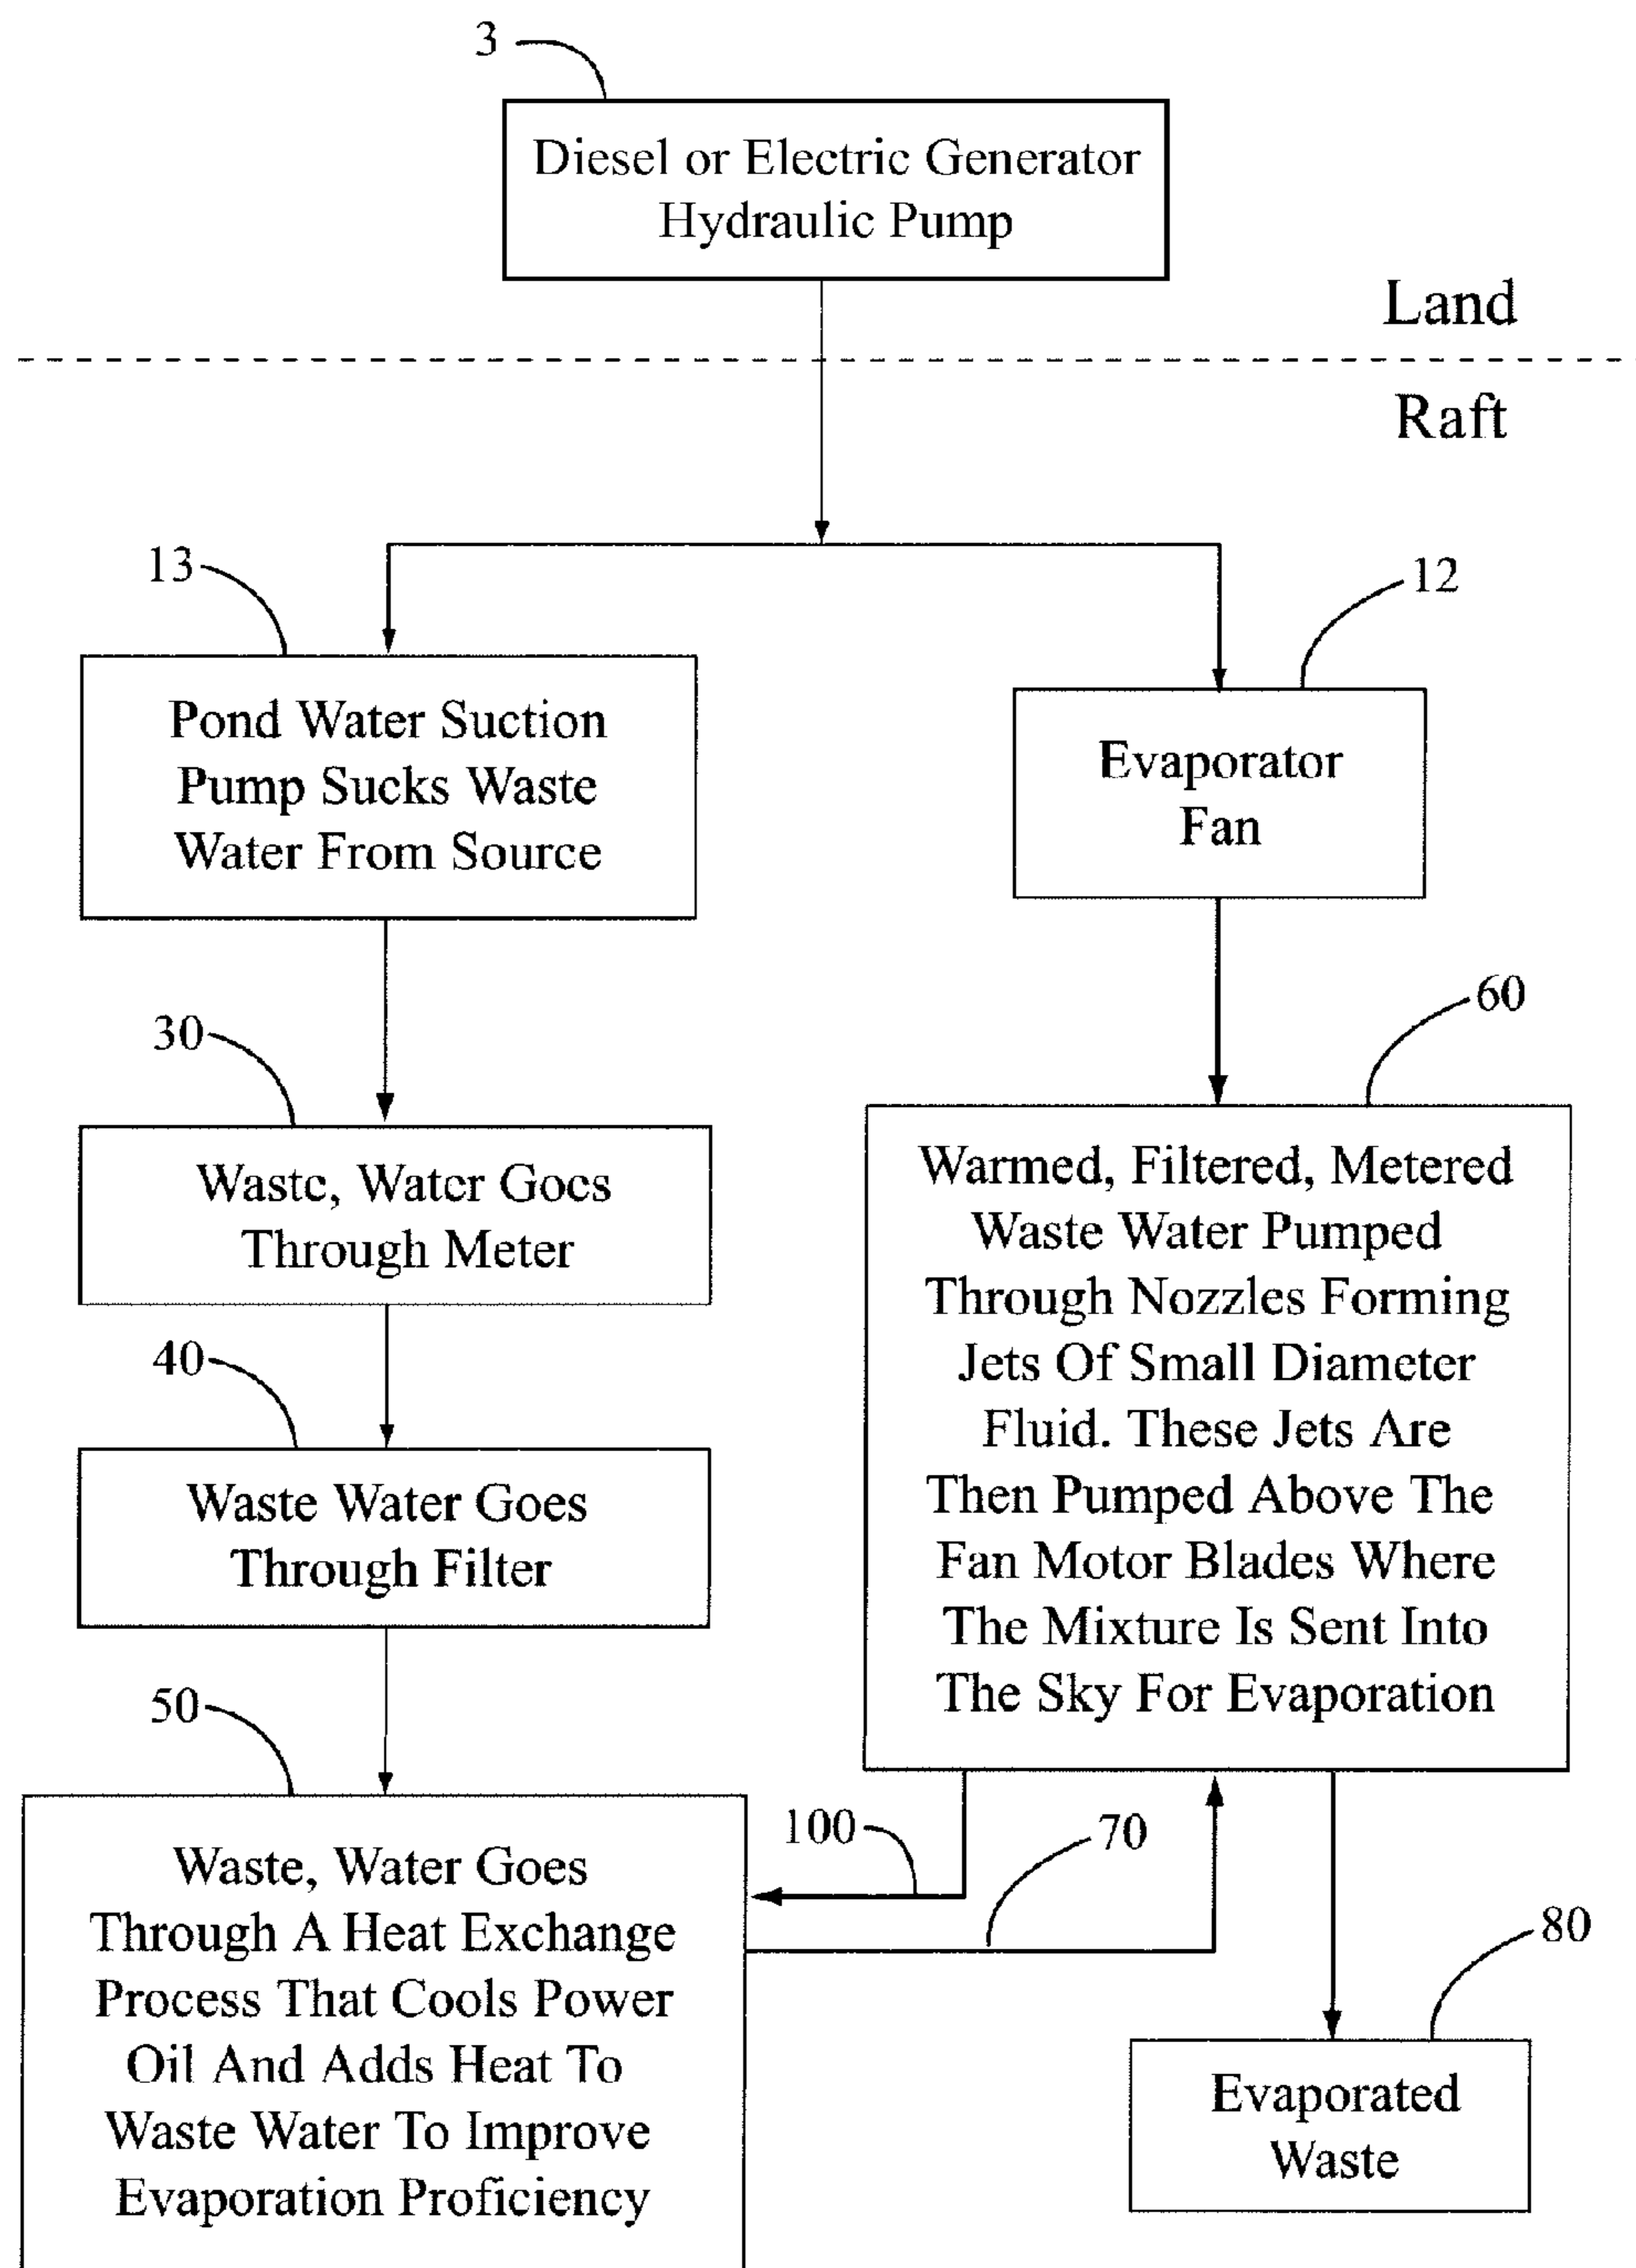 3
Diesel or Electric Generator
Hydraulic Pump
Land
Raft
13
12
Pond Water Suction
Pump Sucks Waste
Water From Source
Evaporator
Fan
30
60
Waste, Water Goes
Through Meter
Warmed, Filtered, Metered
Waste Water Pumped
Through Nozzles Forming
Jets Of Small Diameter
Fluid. These Jets Are
Then Pumped Above The
Fan Motor Blades Where
The Mixture Is Sent Into
The Sky For Evaporation
40
Waste Water Goes
Through Filter
50
100
70
Waste, Water Goes
Through A Heat Exchange
Process That Cools Power
Oil And Adds Heat To
Waste Water To Improve
Evaporation Proficiency
80
Evaporated
Waste